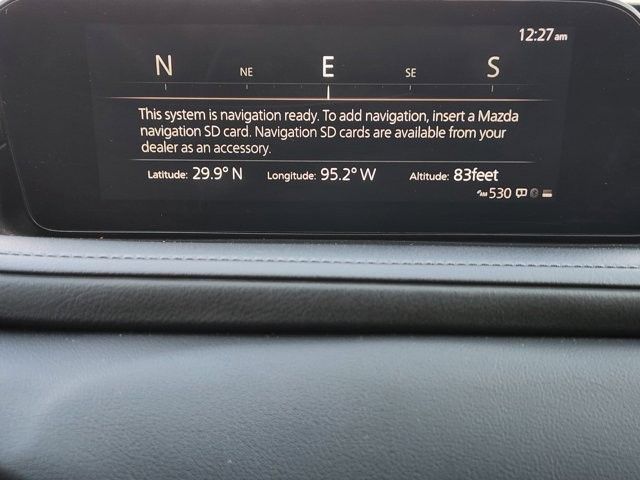 12:27am
N NE E SE S
This system is navigation ready. To add navigation, insert a Mazda
navigation SD card. Navigation SD cards are available from your
dealer as an accessory.
Latitude: 29.9° N Longitude: 95.2° W Altitude: 83feet
AM 530